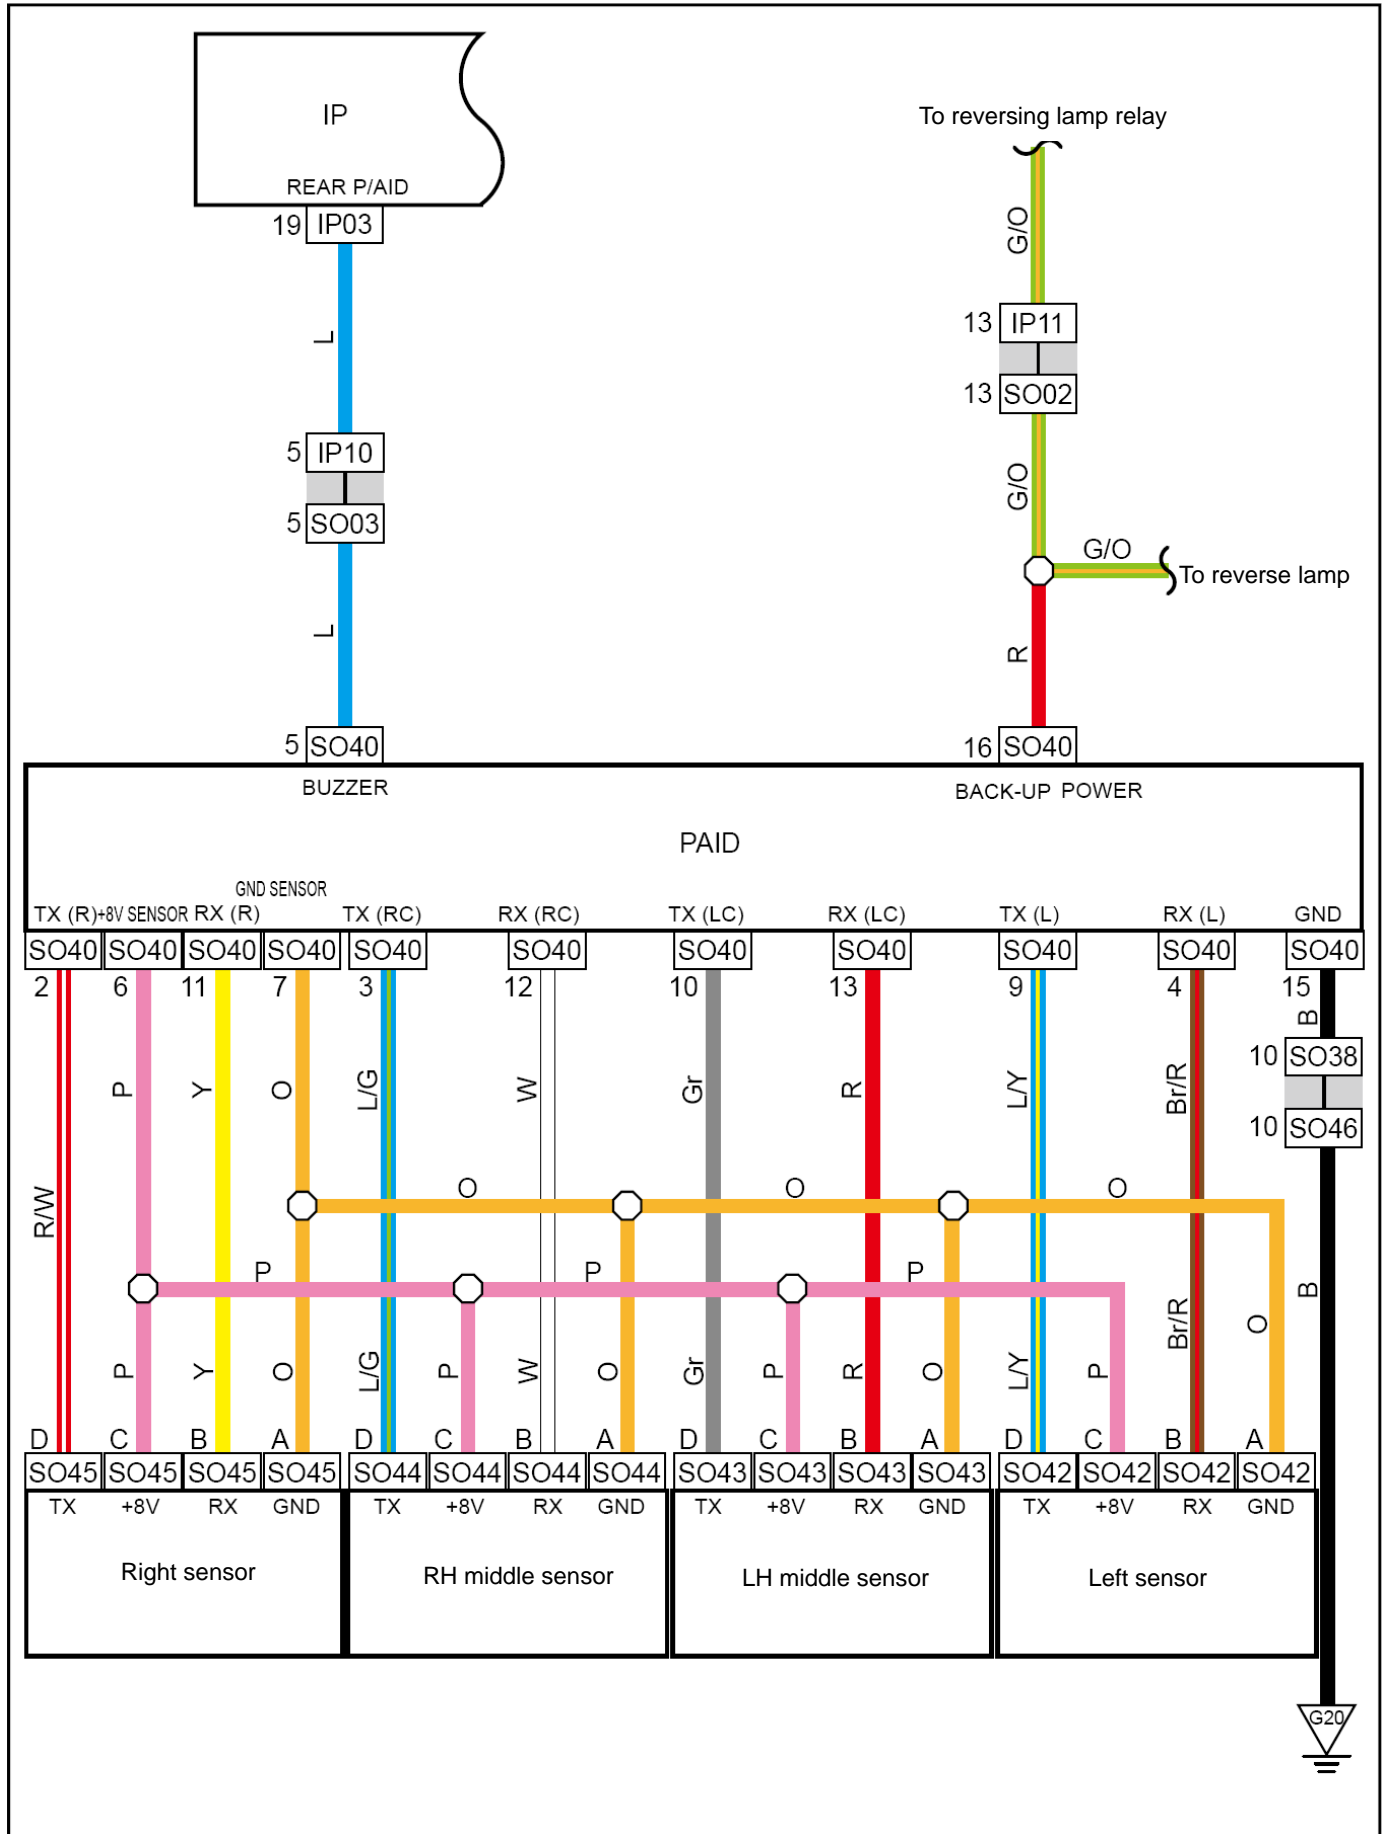 IP
REAR P/AID
19 IP03
To reversing lamp relay
L
G/O
13 IP11
13 SO02
5 IP10
5 SO03
G/O
G/O
To reverse lamp
L
R
5 SO40
16 SO40
BUZZER
BACK-UP POWER
PAID
GND SENSOR
TX (R) +8V SENSOR RX (R) TX (RC) RX (RC) TX (LC) RX (LC) TX (L) RX (L) GND
SO40 SO40 SO40 SO40 SO40 SO40 SO40 SO40 SO40 SO40 SO40
2 6 11 7 3 12 10 13 9 4 15
B
10 SO38
P Y O L/G W Gr R L/Y Br/R
10 SO46
R/W
O O O
P P P
B
Br/R O
P Y O L/G P W O Gr P R O L/Y P
D C B A D C B A D C B A D C B A
SO45 SO45 SO45 SO45 SO44 SO44 SO44 SO44 SO43 SO43 SO43 SO43 SO42 SO42 SO42 SO42
TX +8V RX GND TX +8V RX GND TX +8V RX GND TX +8V RX GND
Right sensor RH middle sensor LH middle sensor Left sensor
G20